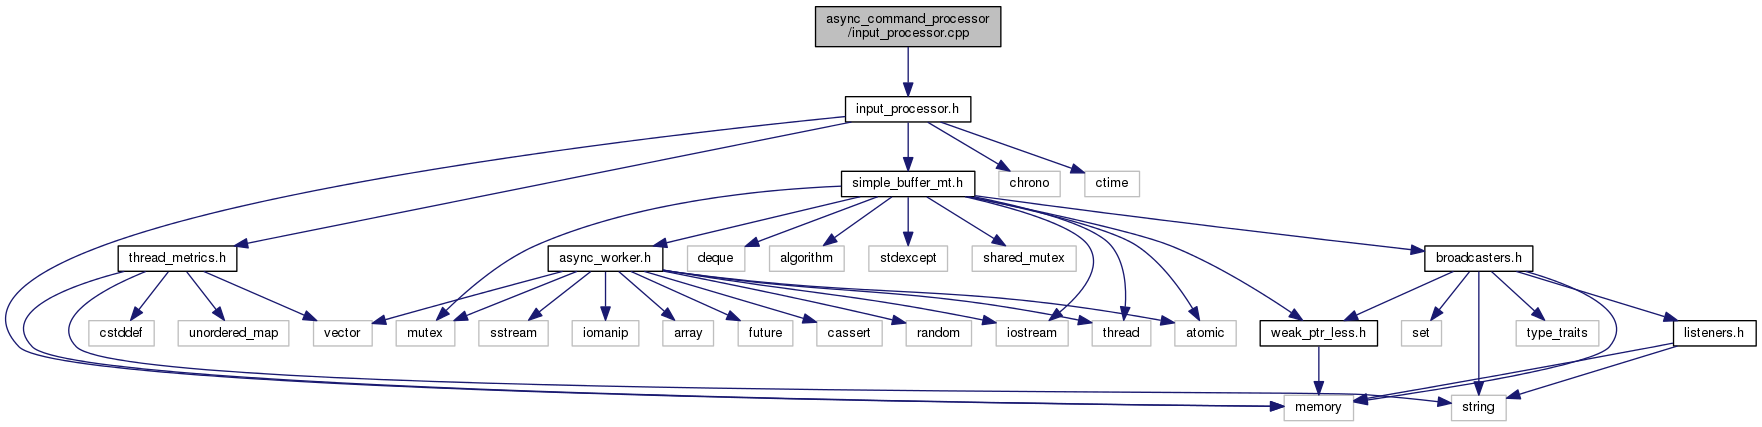 async_command_processor
/input_processor.cpp
input_processor.h
simple_buffer_mt.h
chrono
ctime
thread_metrics.h
async_worker.h
deque
algorithm
stdexcept
shared_mutex
broadcasters.h
cstddef
unordered_map
vector
mutex
sstream
iomanip
array
future
cassert
random
iostream
thread
atomic
weak_ptr_less.h
set
type_traits
listeners.h
memory
string